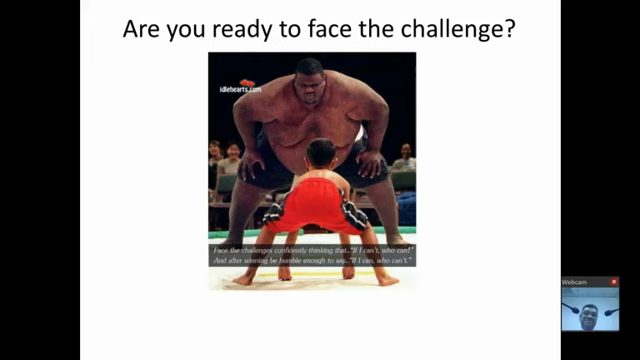 Are you ready to face the challenge?
idlehearts.com
Face the challenges confidently thinking that.."If I can't, who can!"
And after winning be humble enough to say.."If I can, who can't."
Webcam